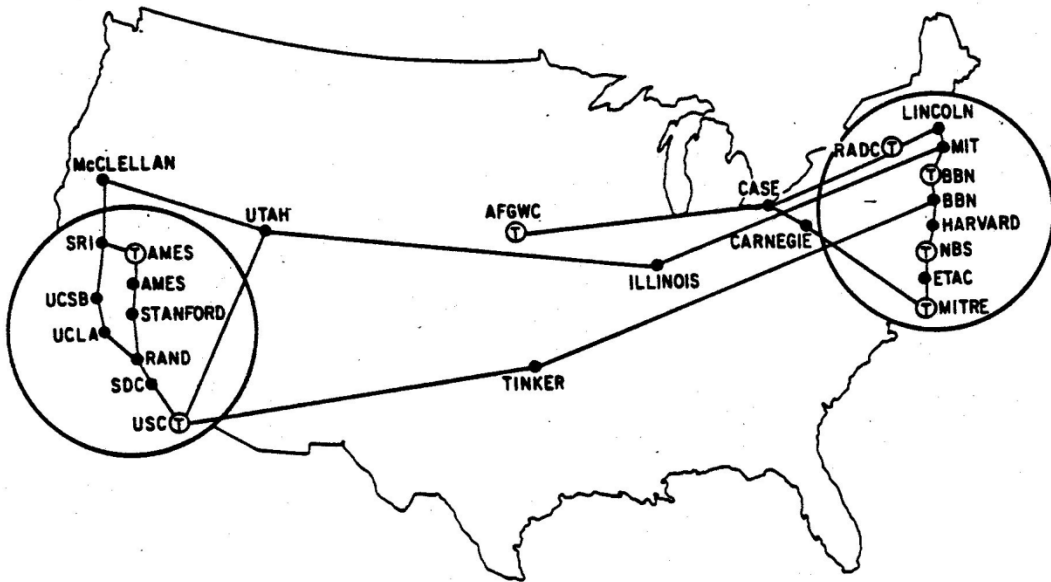 LINCOLN
RADC T
MIT
McCLELLAN
T BBN
CASE
BBN
UTAH
AFGWC
T
HARVARD
CARNEGIE
SRI
T AMES
T NBS
ILLINOIS
ETAC
AMES
UCSB
T MITRE
STANFORD
UCLA
RAND
TINKER
SDC
USC T